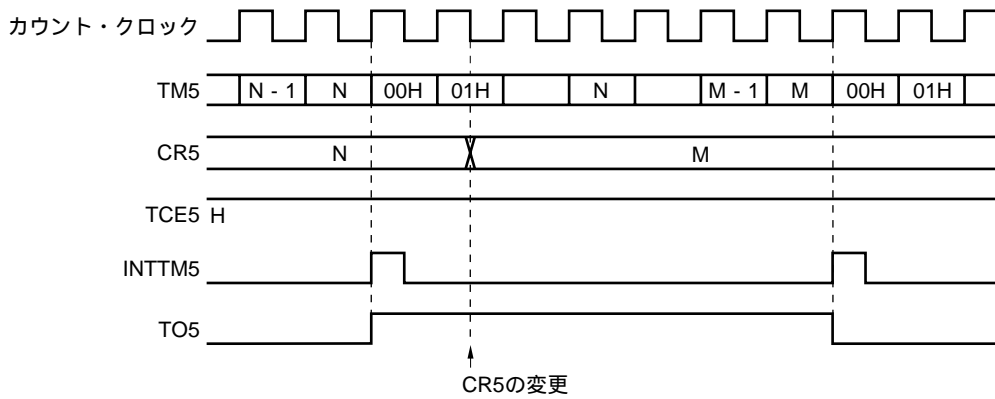 カウント・クロック
TM5 N - 1 N 00H 01H N M - 1 M 00H 01H
CR5 N M
TCE5 H
INTTM5
TO5
CR5の変更